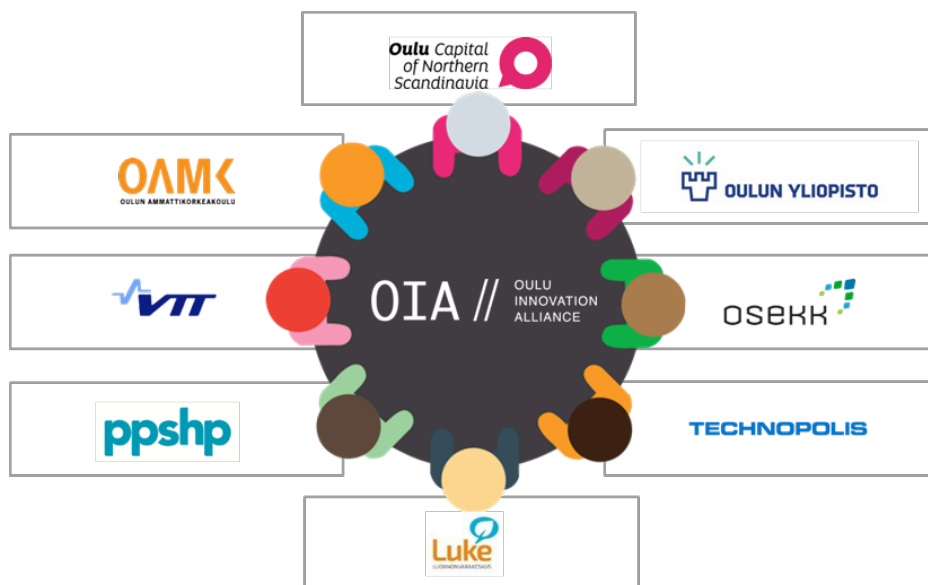 Oulu Capital
of Northern
Scandinavia
OAMK
OULUN AMMATTIKORKEAKOULU
OULUN YLIOPISTO
VTT
OIA //
OULU
INNOVATION
ALLIANCE
osekk
ppshp
TECHNOPOLIS
Luke
LUONNONVARAKESKUS